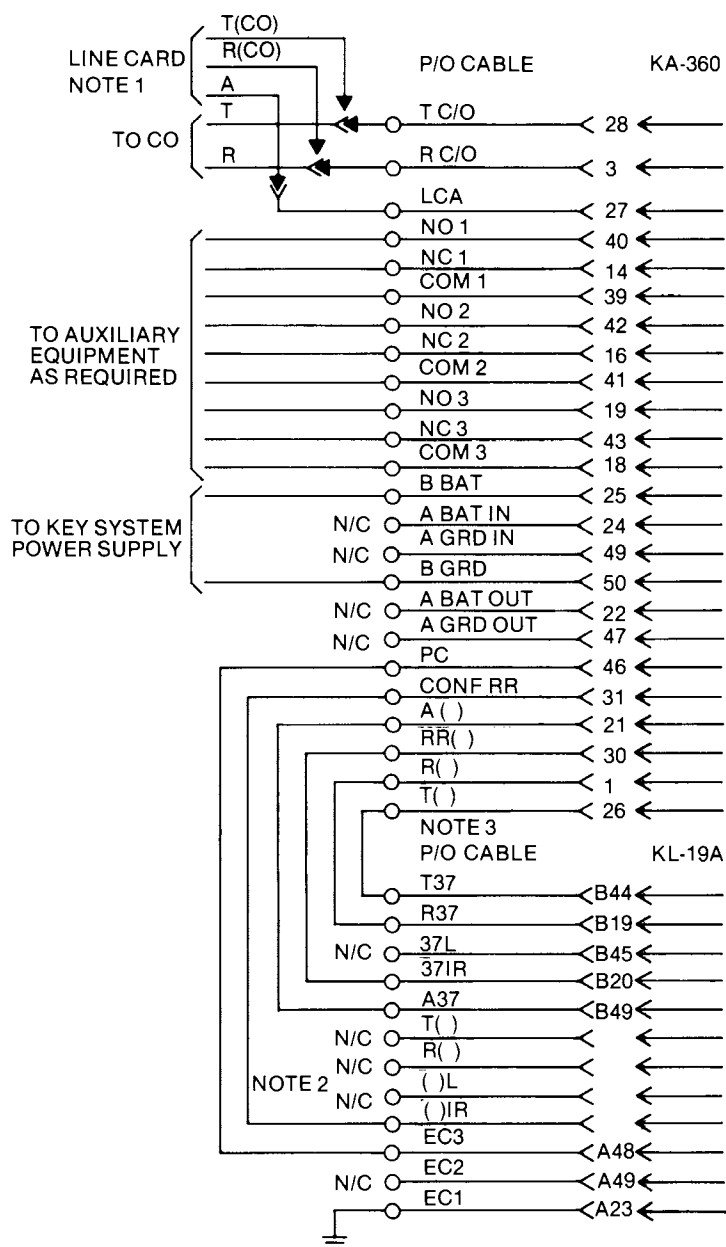 T(CO)
R(CO)
LINE CARD
NOTE 1
A
P/O CABLE KA-360
T T C/O 28
TO CO
R R C/O 3
LCA 27
NO 1 40
NC 1 14
COM 1 39
NO 2 42
NC 2 16
COM 2 41
TO AUXILIARY
EQUIPMENT
AS REQUIRED
NO 3 19
NC 3 43
COM 3 18
B BAT 25
TO KEY SYSTEM
POWER SUPPLY
N/C A BAT IN 24
N/C A GRD IN 49
B GRD 50
N/C A BAT OUT 22
N/C A GRD OUT 47
PC 46
CONF RR 31
A ( ) 21
RR( ) 30
R( ) 1
T( ) 26
NOTE 3
P/O CABLE KL-19A
T37 B44
R37 B19
N/C 37L B45
37IR B20
A37 B49
N/C T( )
N/C R( )
NOTE 2
N/C ( )L
( )IR
EC3 A48
N/C EC2 A49
EC1 A23